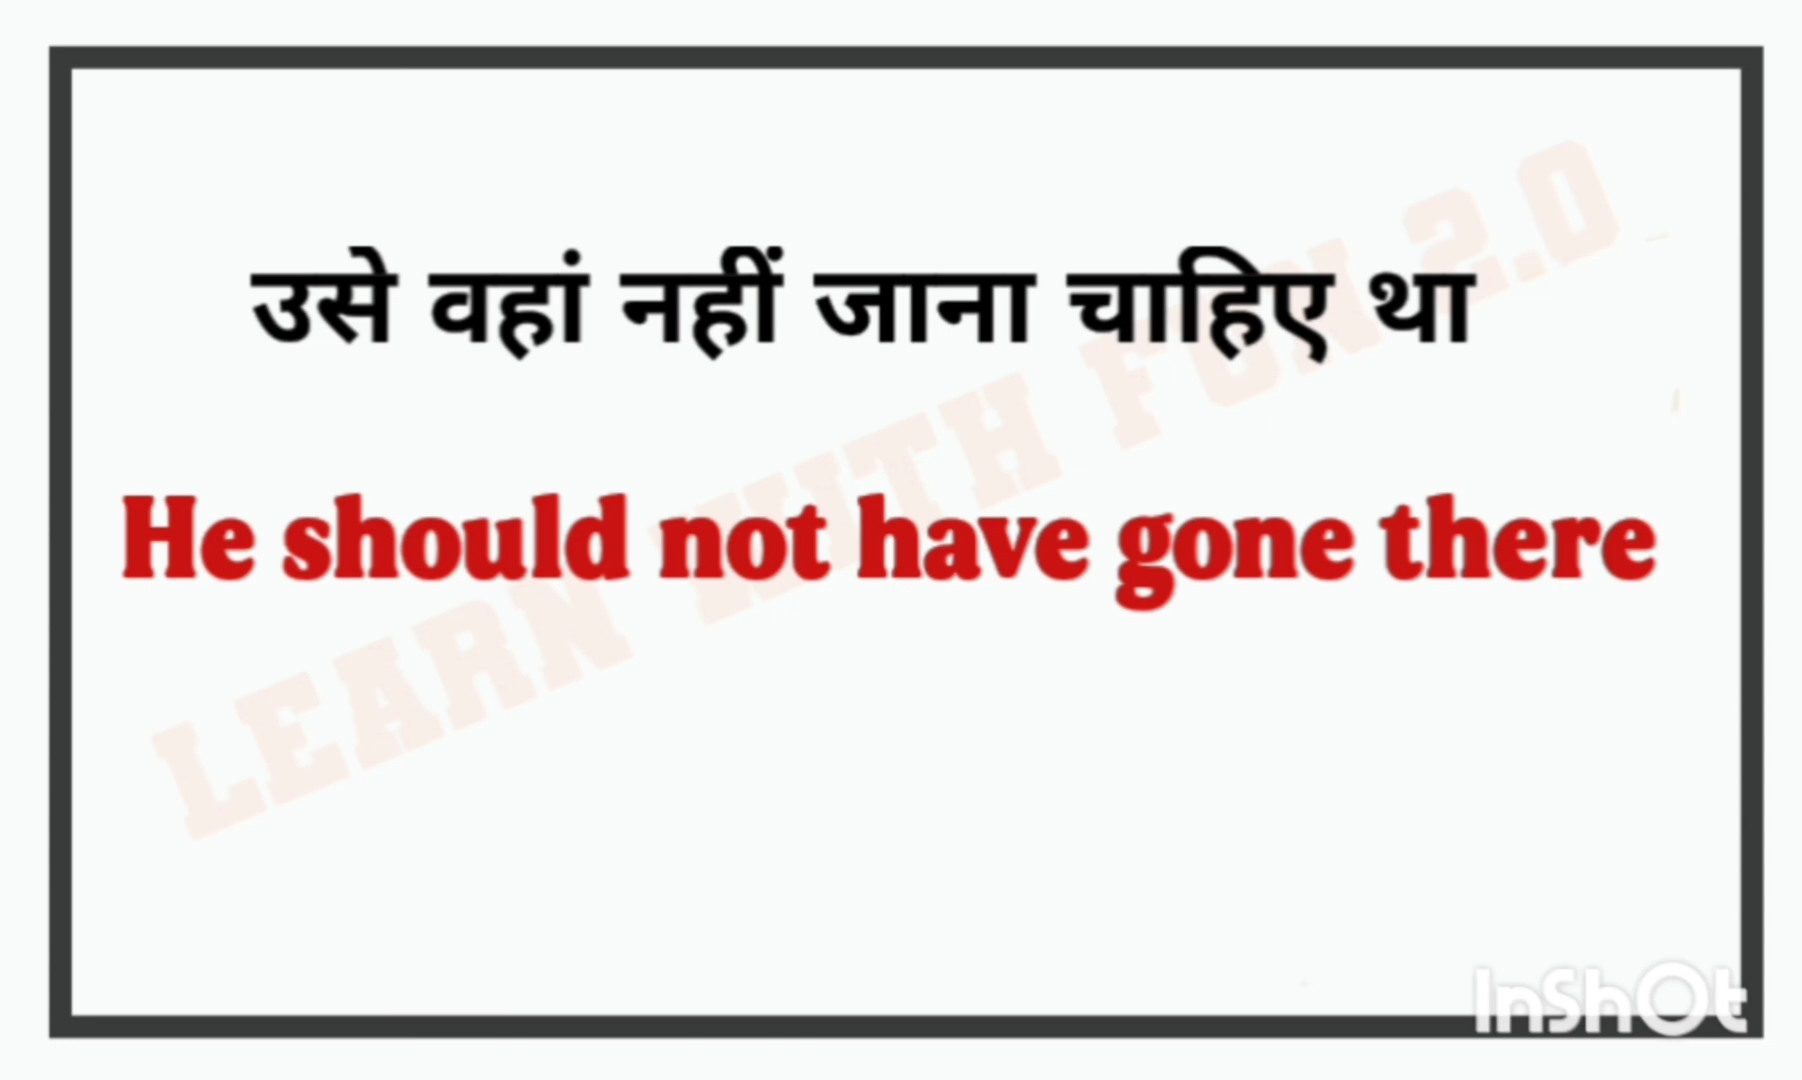 उसे वहां नहीं जाना चाहिए था
He should not have gone there
LEARN WITH FUN 2.0
InShOt